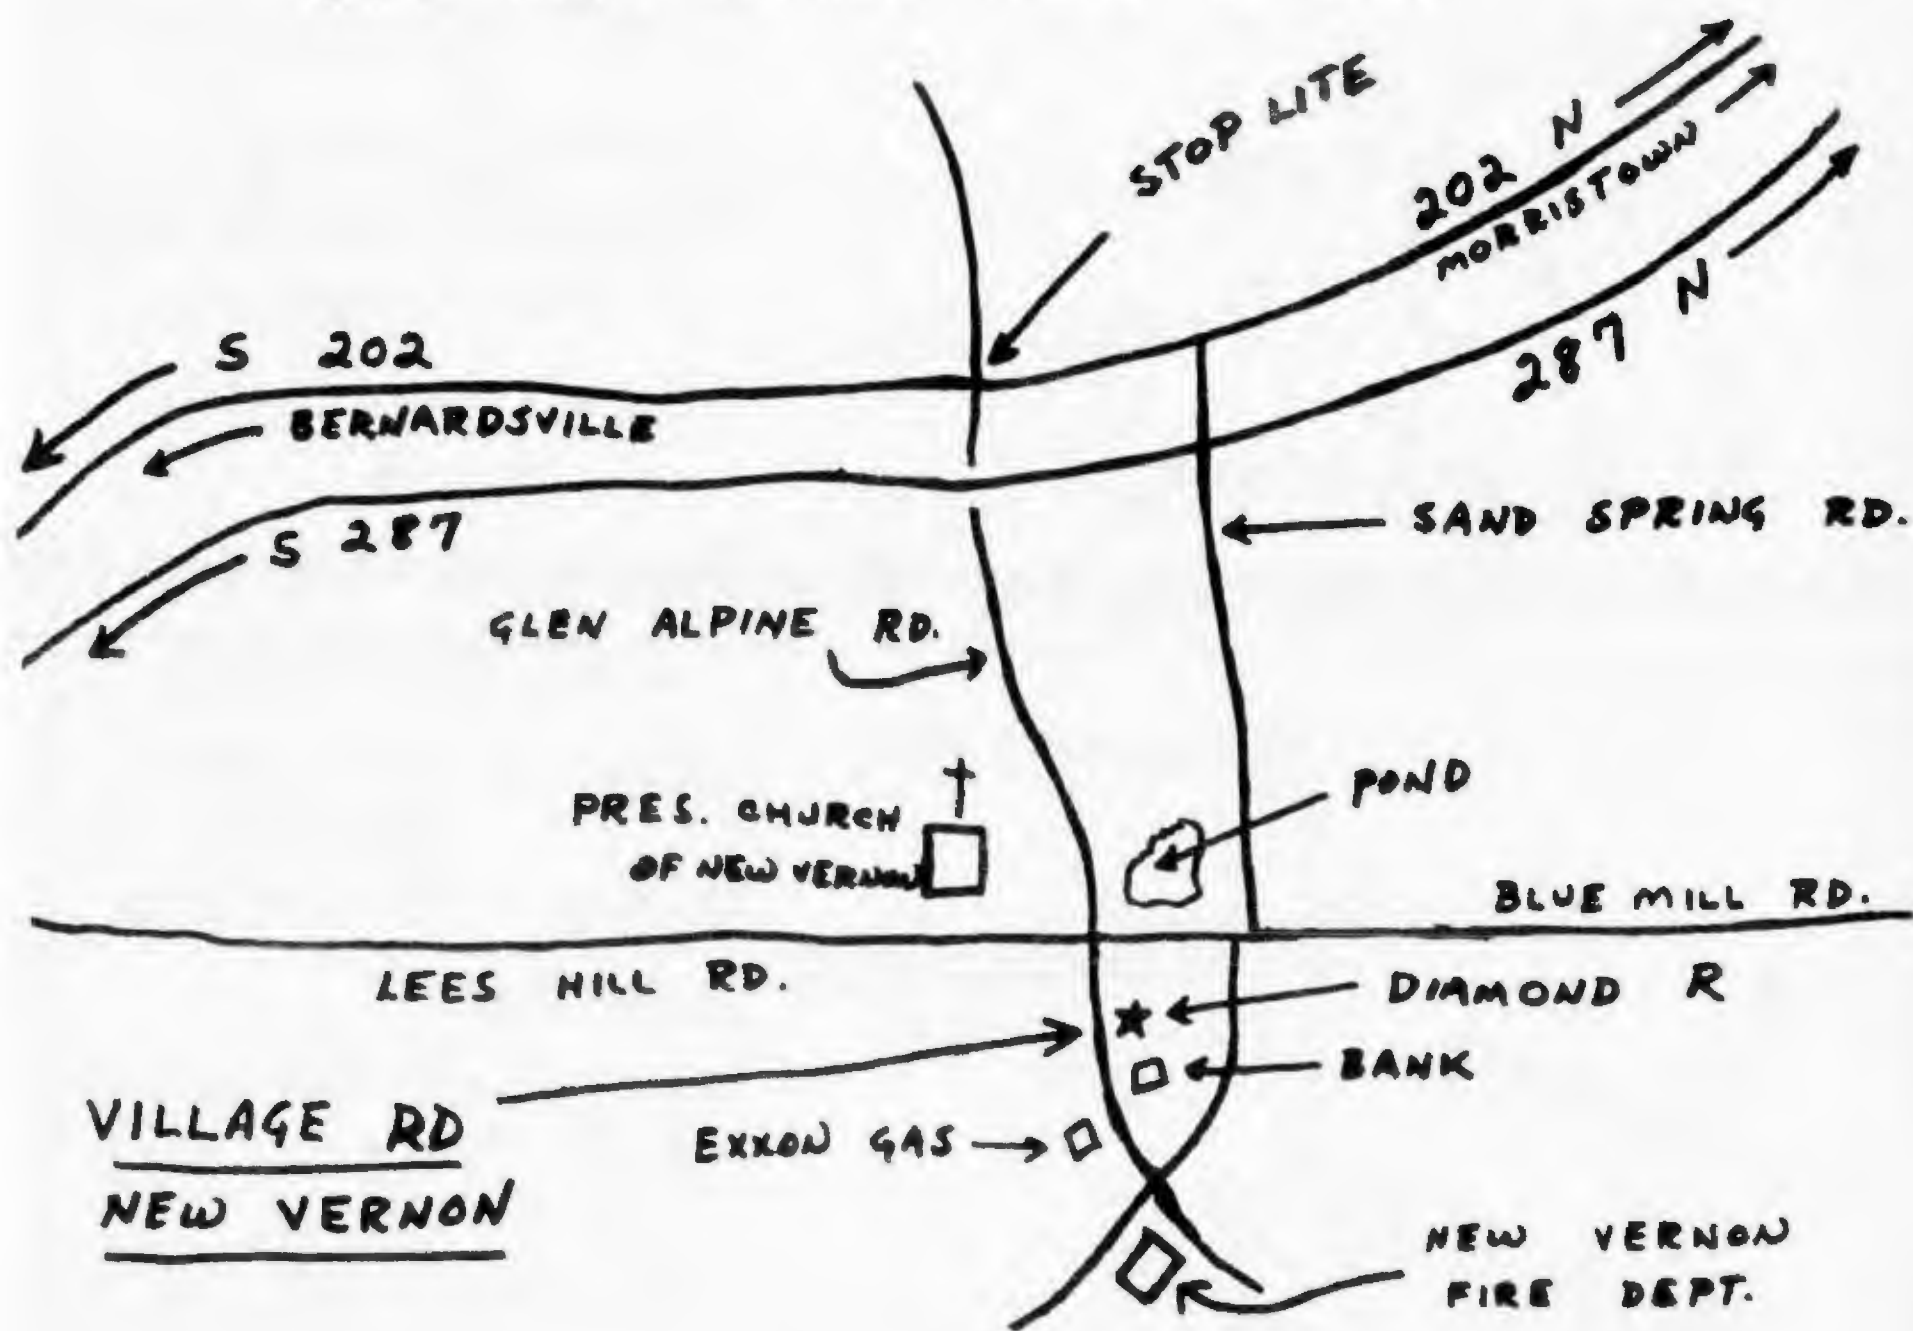 STOP LITE
202 N
MORRISTOWN
287 N
S 202
BERNARDSVILLE
S 287
SAND SPRING RD.
GLEN ALPINE RD.
POND
PRES. CHURCH
OF NEW VERNON
BLUE MILL RD.
LEES HILL RD.
DIAMOND R
BANK
VILLAGE RD
EXXON GAS
NEW VERNON
NEW VERNON
FIRE DEPT.